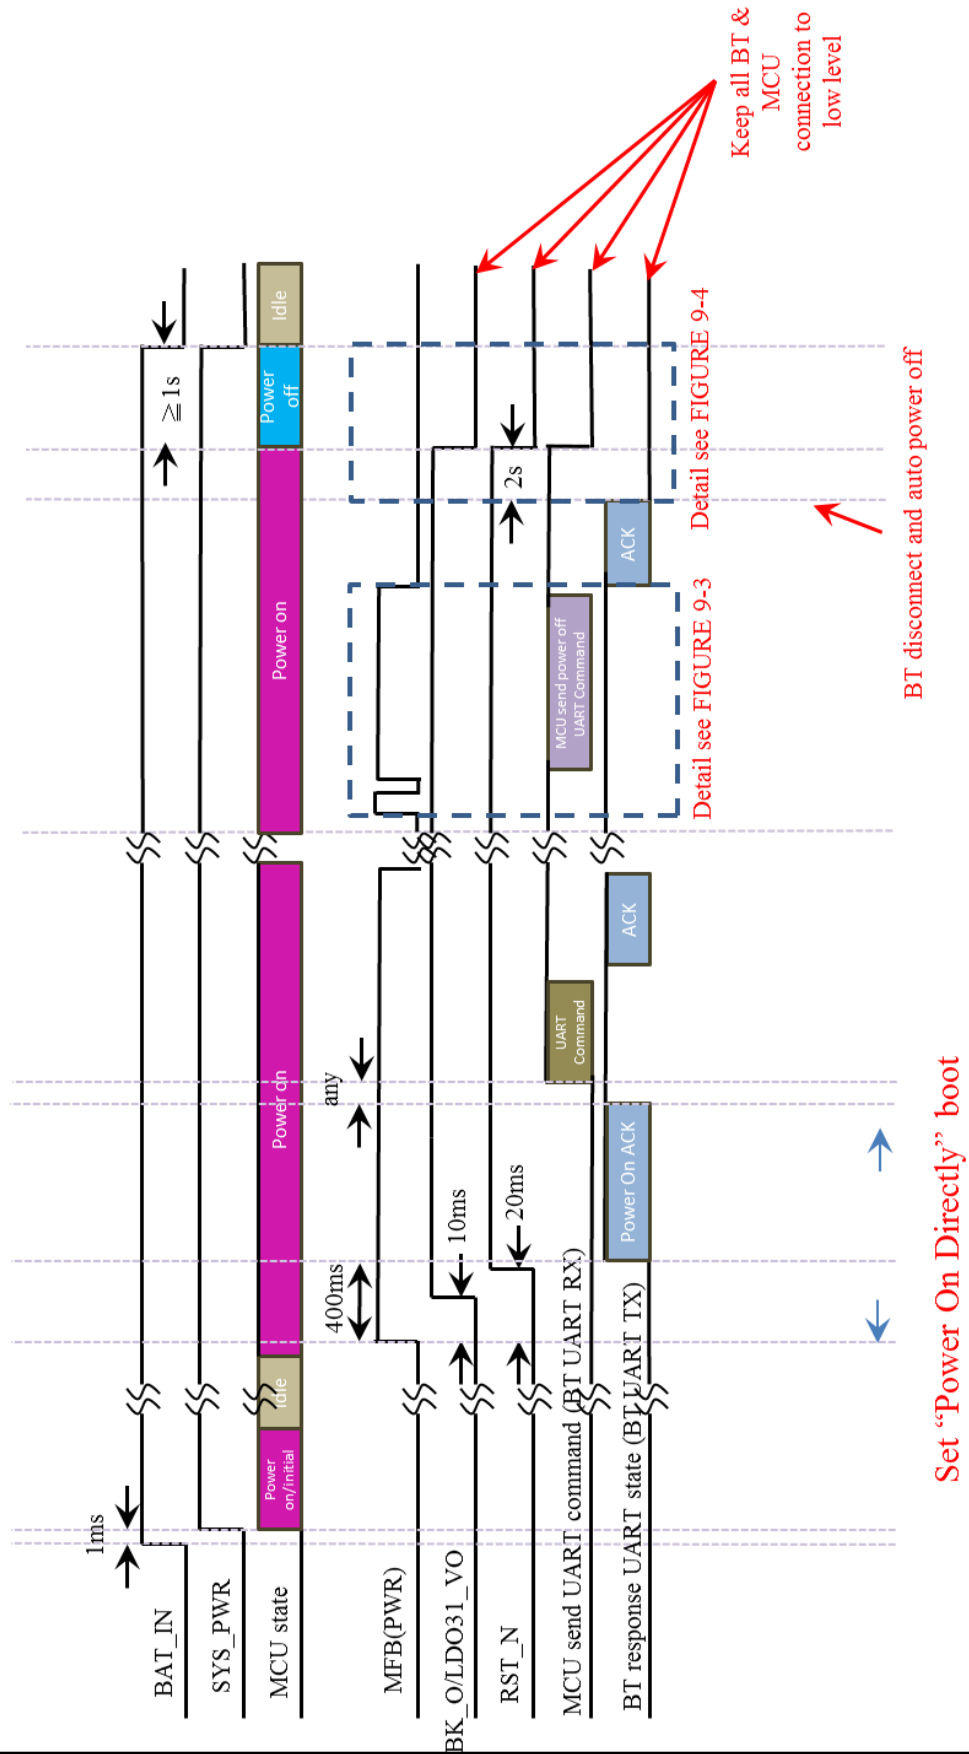 1ms
BAT_IN
≧1s
SYS_PWR
MCU state
Power
on/initial
Idle
Power on
Power on
Power
off
Idle
MFB(PWR)
400ms
any
BK_O/LDO31_VO
10ms
RST_N
20ms
2s
MCU send UART command (BT UART RX)
UART
Command
MCU send power off
UART Command
BT response UART state (BT UART TX)
Power On ACK
ACK
ACK
Detail see FIGURE 9-3
Detail see FIGURE 9-4
Keep all BT &
MCU
connection to
low level
BT disconnect and auto power off
Set “Power On Directly” boot